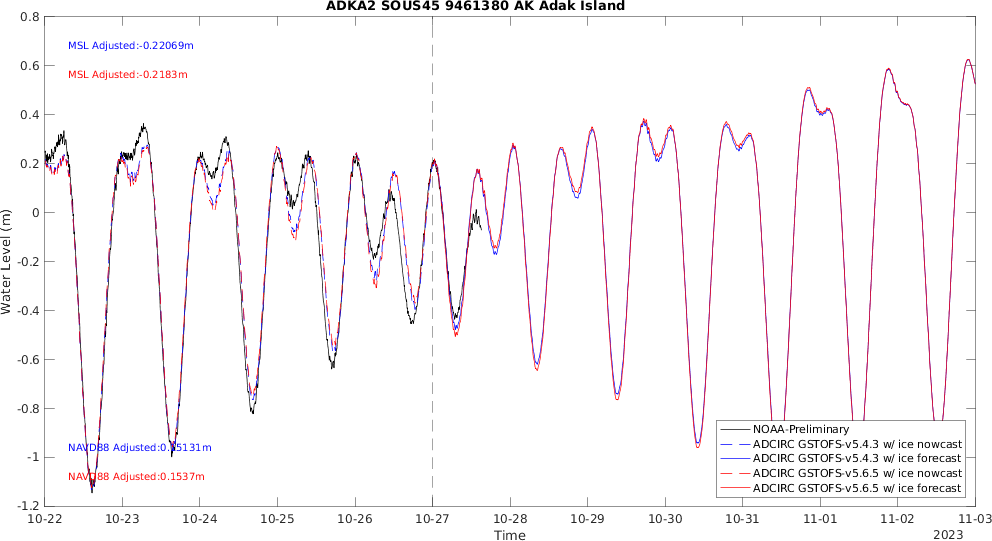 ADKA2 SOUS45 9461380 AK Adak Island
0.8
0.6
0.4
0.2
0
-0.2
-0.4
-0.6
-0.8
-1
-1.2
Water Level (m)
MSL Adjusted:-0.22069m
MSL Adjusted:-0.2183m
NAVD88 Adjusted:0.15131m
NAVD88 Adjusted:0.1537m
NOAA-Preliminary
ADCIRC GSTOFS-v5.4.3 w/ ice nowcast
ADCIRC GSTOFS-v5.4.3 w/ ice forecast
ADCIRC GSTOFS-v5.6.5 w/ ice nowcast
ADCIRC GSTOFS-v5.6.5 w/ ice forecast
10-22 10-23 10-24 10-25 10-26 10-27 10-28 10-29 10-30 10-31 11-01 11-02 11-03
Time
2023